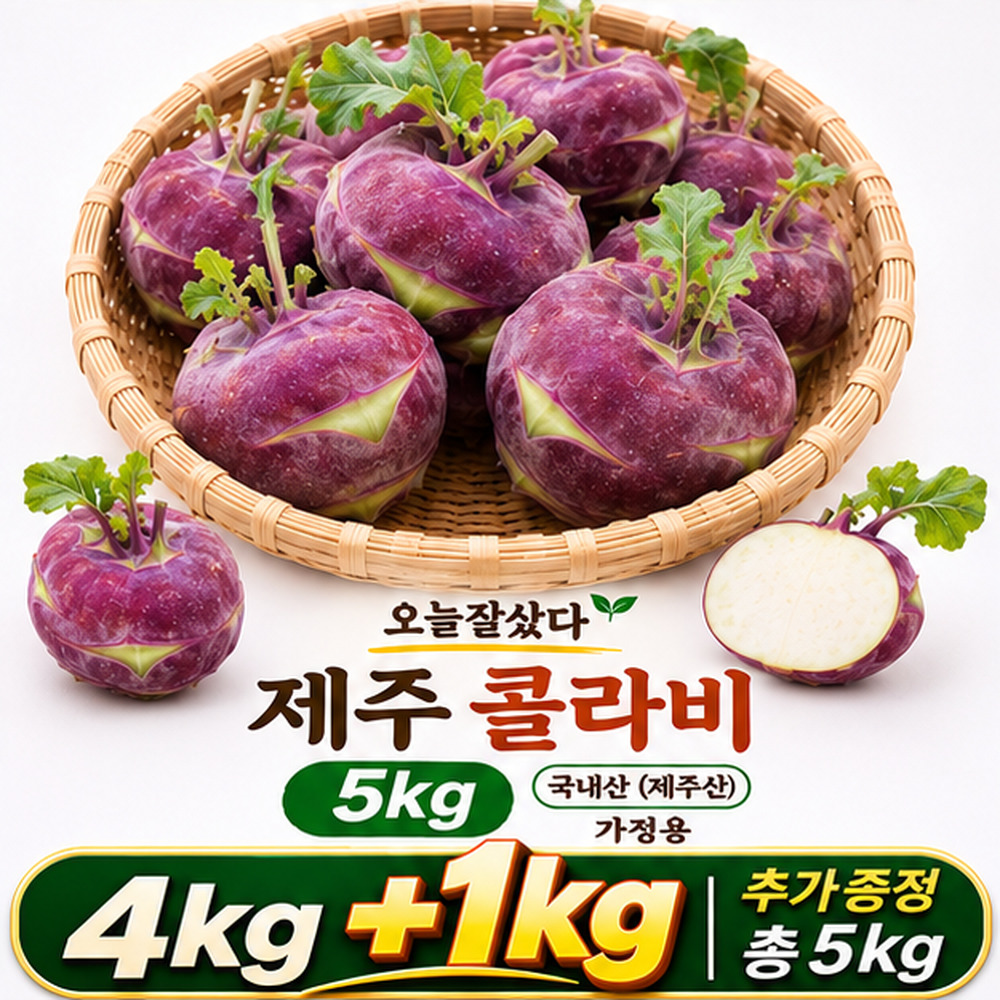 오늘잘샀다
제주 콜라비
5kg
국내산 (제주산)
가정용
4kg +1kg
추가증정
총 5kg